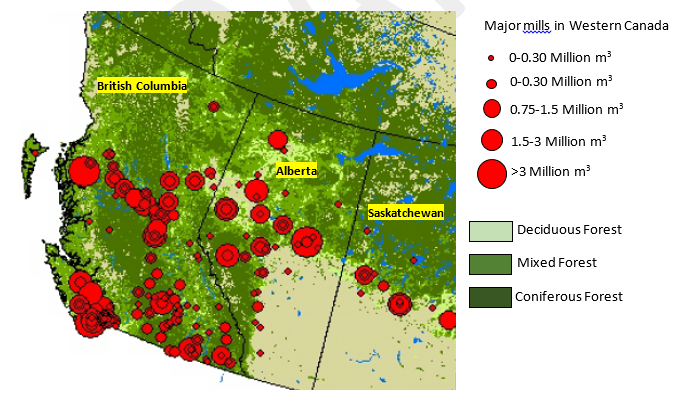 Major mills in Western Canada
0-0.30 Million m³
0-0.30 Million m³
0.75-1.5 Million m³
1.5-3 Million m³
>3 Million m³
British Columbia
Alberta
Saskatchewan
Deciduous Forest
Mixed Forest
Coniferous Forest